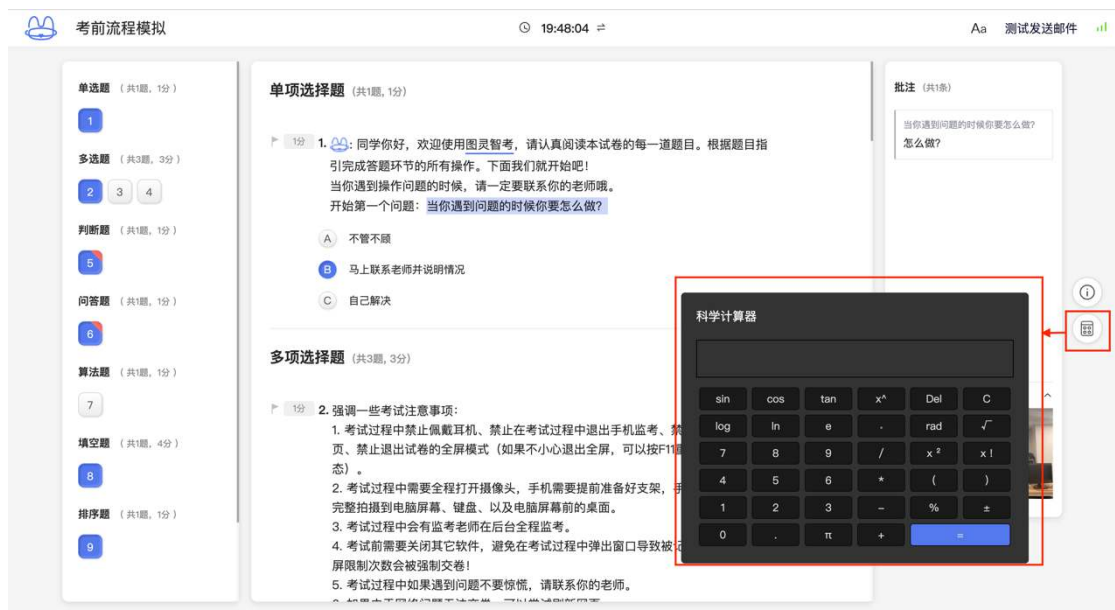 考前流程模拟
19:48:04
Aa 测试发送邮件
单选题 （共1题，1分）
1
多选题 （共3题，3分）
2 3 4
判断题 （共1题，1分）
5
问答题 （共1题，1分）
6
算法题 （共1题，1分）
7
填空题 （共1题，4分）
8
排序题 （共1题，1分）
9
单项选择题 (共1题, 1分)
1分 1. : 同学你好，欢迎使用图灵智考，请认真阅读本试卷的每一道题目。根据题目指
引完成答题环节的所有操作。下面我们就开始吧！
当你遇到操作问题的时候，请一定要联系你的老师哦。
开始第一个问题：当你遇到问题的时候你要怎么做?
A 不管不顾
B 马上联系老师并说明情况
C 自己解决
多项选择题 (共3题, 3分)
1分 2. 强调一些考试注意事项:
1. 考试过程中禁止佩戴耳机、禁止在考试过程中退出手机监考、禁
页、禁止退出试卷的全屏模式（如果不小心退出全屏，可以按F11
态）。
2. 考试过程中需要全程打开摄像头，手机需要提前准备好支架，
完整拍摄到电脑屏幕、键盘、以及电脑屏幕前的桌面。
3. 考试过程中会有监考老师在后台全程监考。
4. 考试前需要关闭其它软件，避免在考试过程中弹出窗口导致被
屏限制次数会被强制交卷！
5. 考试过程中如果遇到问题不要惊慌，请联系你的老师。
批注 (共1条)
当你遇到问题的时候你要怎么做?
怎么做?
科学计算器
sin cos tan x^ Del C
log ln e . rad √
7 8 9 / x ² x !
4 5 6 * ( )
1 2 3 − % ±
0 . π + =